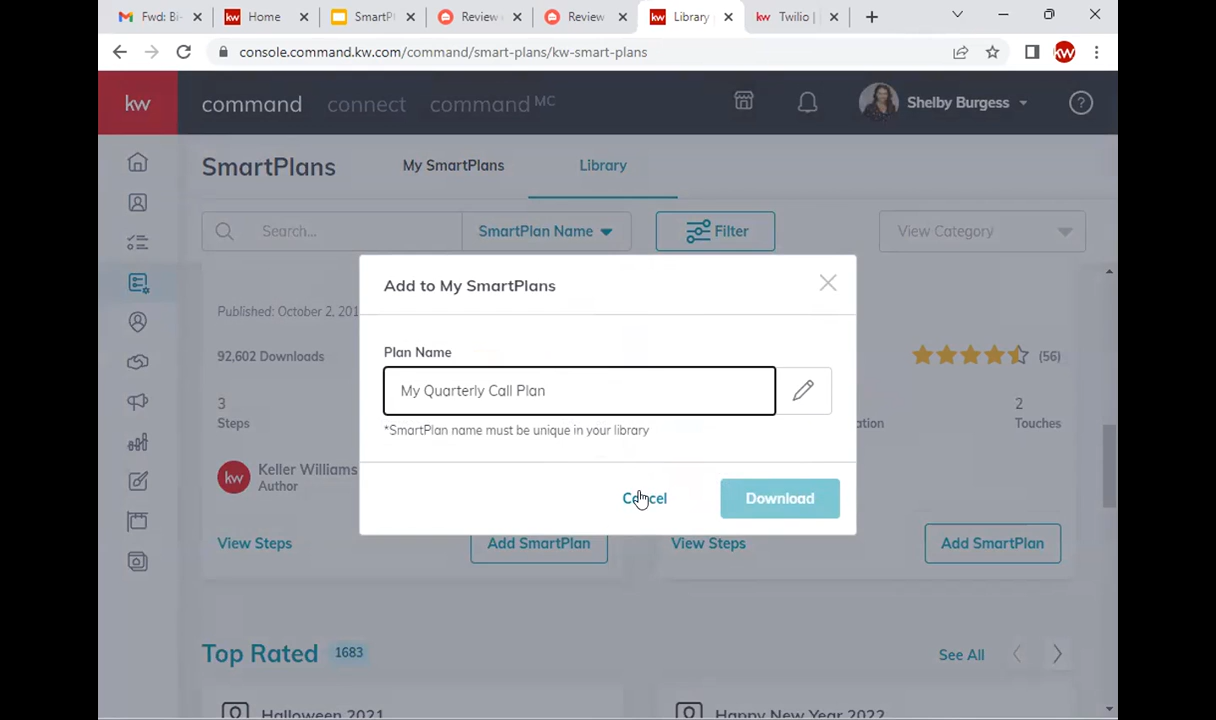 Fwd: Bi-
Home
SmartPl
Review
Review
Library
Twilio |
console.command.kw.com/command/smart-plans/kw-smart-plans
kw
command
connect
command MC
Shelby Burgess
SmartPlans
My SmartPlans
Library
Search...
SmartPlan Name
Filter
View Category
Add to My SmartPlans
Published: October 2, 201
92,602 Downloads
(56)
Plan Name
My Quarterly Call Plan
*SmartPlan name must be unique in your library
3
Steps
2
Touches
kw
Keller Williams
Author
Cancel
Download
View Steps
Add SmartPlan
View Steps
Add SmartPlan
Top Rated
1683
See All
Halloween 2021
Happy New Year 2022